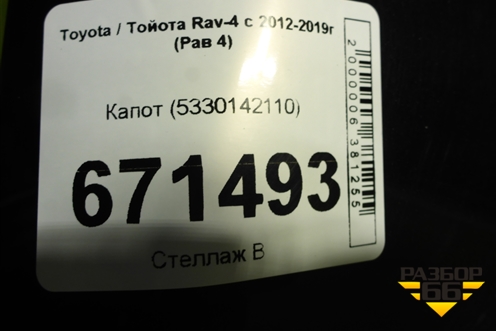 Toyota / Тойота Rav-4 с 2012-2019г
(Рав 4)
Капот (5330142110)
671493
Стеллаж В
2000006381255
РАЗБОР
66